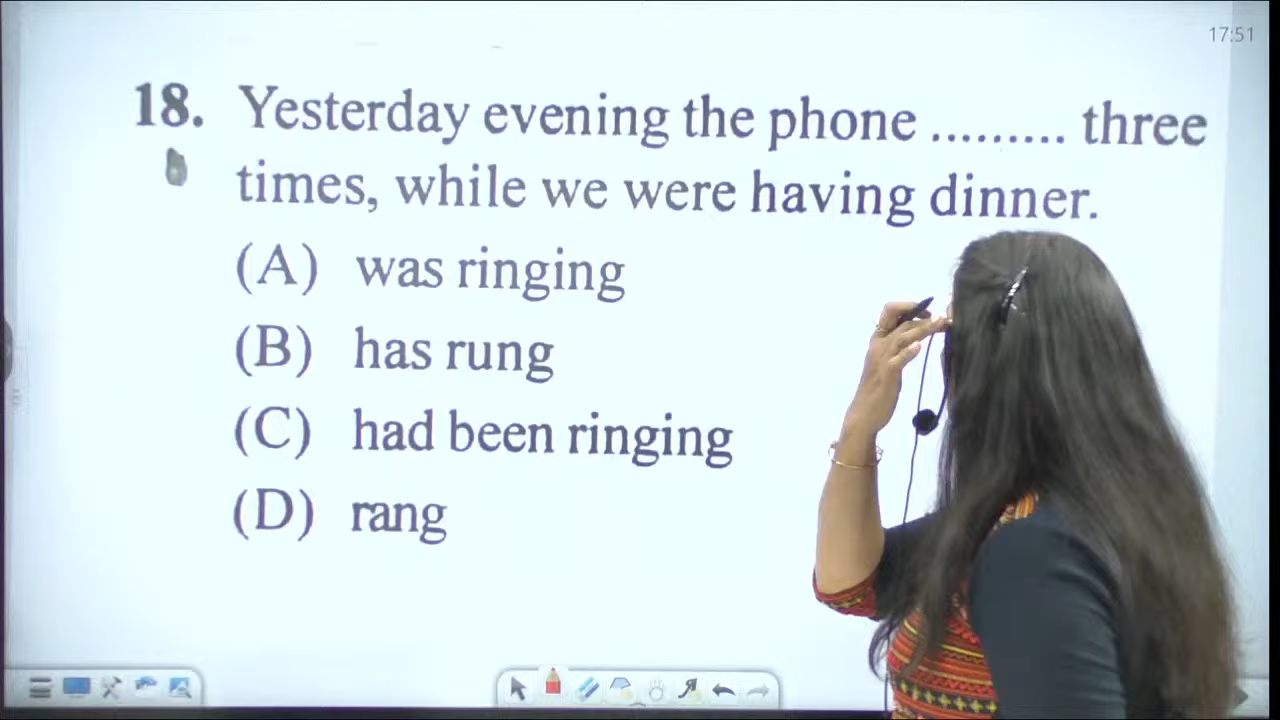 17:51
18. Yesterday evening the phone ......... three
times, while we were having dinner.
(A) was ringing
(B) has rung
(C) had been ringing
(D) rang